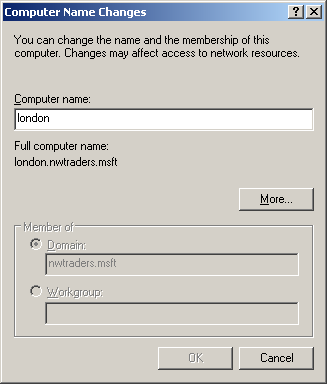 Computer Name Changes
You can change the name and the membership of this
computer. Changes may affect access to network resources.
Computer name:
london
Full computer name:
london.nwtraders.msft
More...
Member of
Domain:
nwtraders.msft
Workgroup:
OK
Cancel